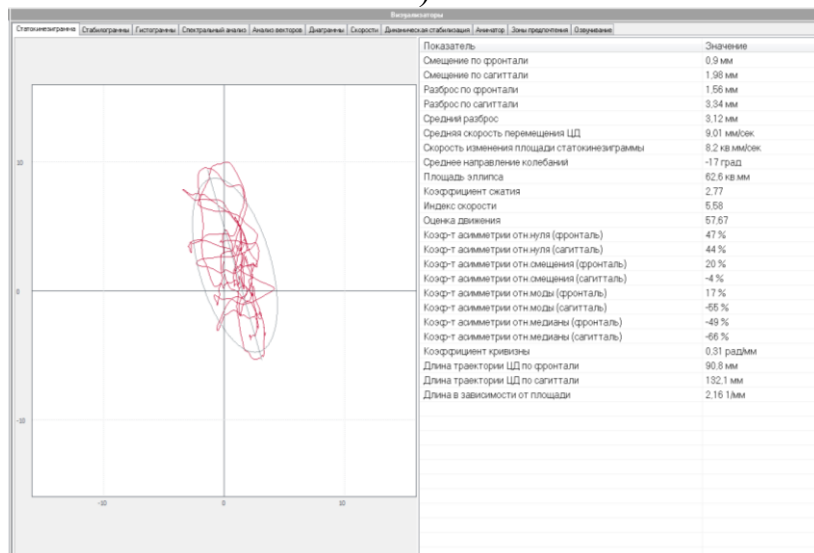 )
Визуализаторы
Статокинезиграмма Стабилограммы Гистограммы Спектральный анализ Анализ векторов Диаграммы Скорости Динамическая стабилизация Аниматор Зоны предпочтения Озвучивание
Показатель Значение
Смещение по фронтали 0,9 мм
Смещение по сагиттали 1,98 мм
Разброс по фронтали 1,56 мм
Разброс по сагиттали 3,34 мм
Средний разброс 3,12 мм
Средняя скорость перемещения ЦД 9,01 мм/сек
Скорость изменения площади статокинезиграммы 8,2 кв.мм/сек
Среднее направление колебаний -17 град
Площадь эллипса 62,6 кв.мм
Коэффициент сжатия 2,77
Индекс скорости 5,58
Оценка движения 57,67
Коэф-т асимметрии отн.нуля (фронталь) 47 %
Коэф-т асимметрии отн.нуля (сагитталь) 44 %
Коэф-т асимметрии отн.смещения (фронталь) 20 %
Коэф-т асимметрии отн.смещения (сагитталь) -4 %
Коэф-т асимметрии отн.моды (фронталь) 17 %
Коэф-т асимметрии отн.моды (сагитталь) -55 %
Коэф-т асимметрии отн.медианы (фронталь) -49 %
Коэф-т асимметрии отн.медианы (сагитталь) -66 %
Коэффициент кривизны 0,31 рад/мм
Длина траектории ЦД по фронтали 90,8 мм
Длина траектории ЦД по сагиттали 132,1 мм
Длина в зависимости от площади 2,16 1/мм
10
0
-10
-10 0 10